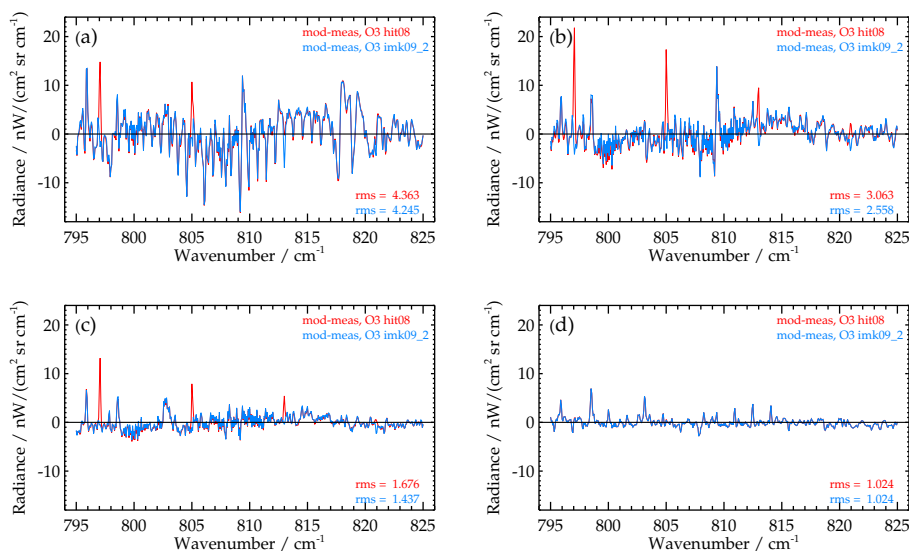 (a)
mod-meas, O3 hit08
mod-meas, O3 imk09_2
20
10
0
-10
rms = 4.363
rms = 4.245
795 800 805 810 815 820 825
Wavenumber / cm⁻¹
Radiance / nW/(cm² sr cm⁻¹)
(b)
mod-meas, O3 hit08
mod-meas, O3 imk09_2
20
10
0
-10
rms = 3.063
rms = 2.558
795 800 805 810 815 820 825
Wavenumber / cm⁻¹
Radiance / nW/(cm² sr cm⁻¹)
(c)
mod-meas, O3 hit08
mod-meas, O3 imk09_2
20
10
0
-10
rms = 1.676
rms = 1.437
795 800 805 810 815 820 825
Wavenumber / cm⁻¹
Radiance / nW/(cm² sr cm⁻¹)
(d)
mod-meas, O3 hit08
mod-meas, O3 imk09_2
20
10
0
-10
rms = 1.024
rms = 1.024
795 800 805 810 815 820 825
Wavenumber / cm⁻¹
Radiance / nW/(cm² sr cm⁻¹)